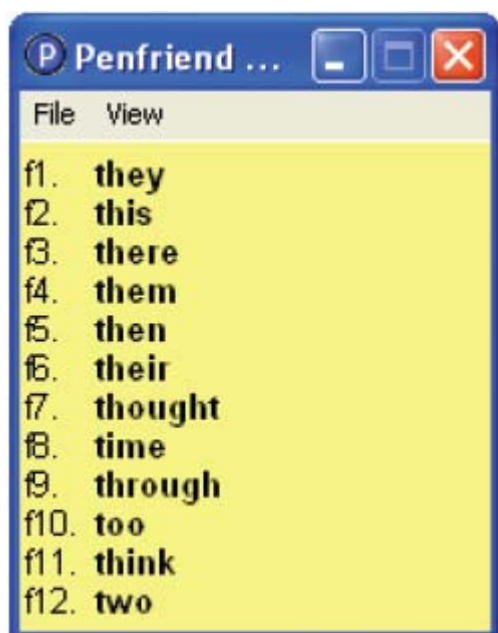 P Penfriend ...
File View
f1. they
f2. this
f3. there
f4. them
f5. then
f6. their
f7. thought
f8. time
f9. through
f10. too
f11. think
f12. two